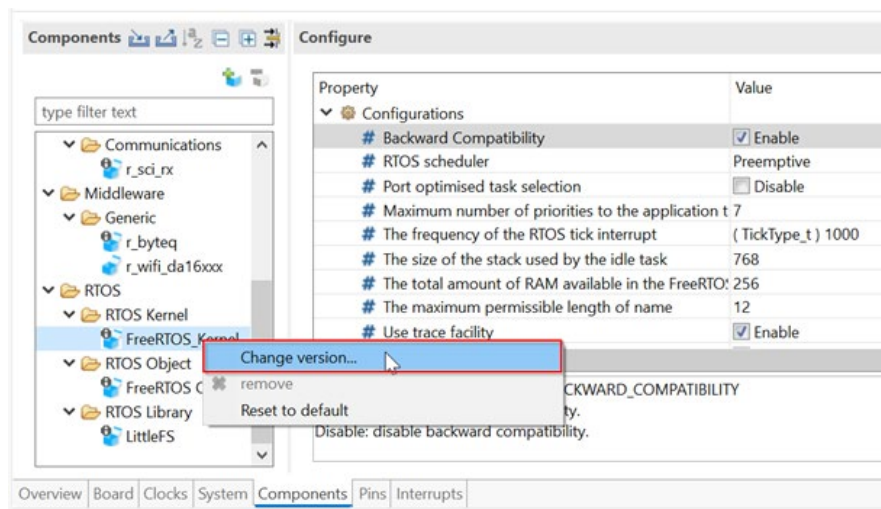 Components
Configure
type filter text
Communications
r_sci_rx
Middleware
Generic
r_byteq
r_wifi_da16xxx
RTOS
RTOS Kernel
FreeRTOS_Kernel
RTOS Object
FreeRTOS
RTOS Library
LittleFS
Property Value
Configurations
# Backward Compatibility Enable
# RTOS scheduler Preemptive
# Port optimised task selection Disable
# Maximum number of priorities to the application t 7
# The frequency of the RTOS tick interrupt ( TickType_t ) 1000
# The size of the stack used by the idle task 768
# The total amount of RAM available in the FreeRTO 256
# The maximum permissible length of name 12
# Use trace facility Enable
Change version...
remove
Reset to default
CKWARD_COMPATIBILITY
ty.
Disable: disable backward compatibility.
Overview Board Clocks System Components Pins Interrupts